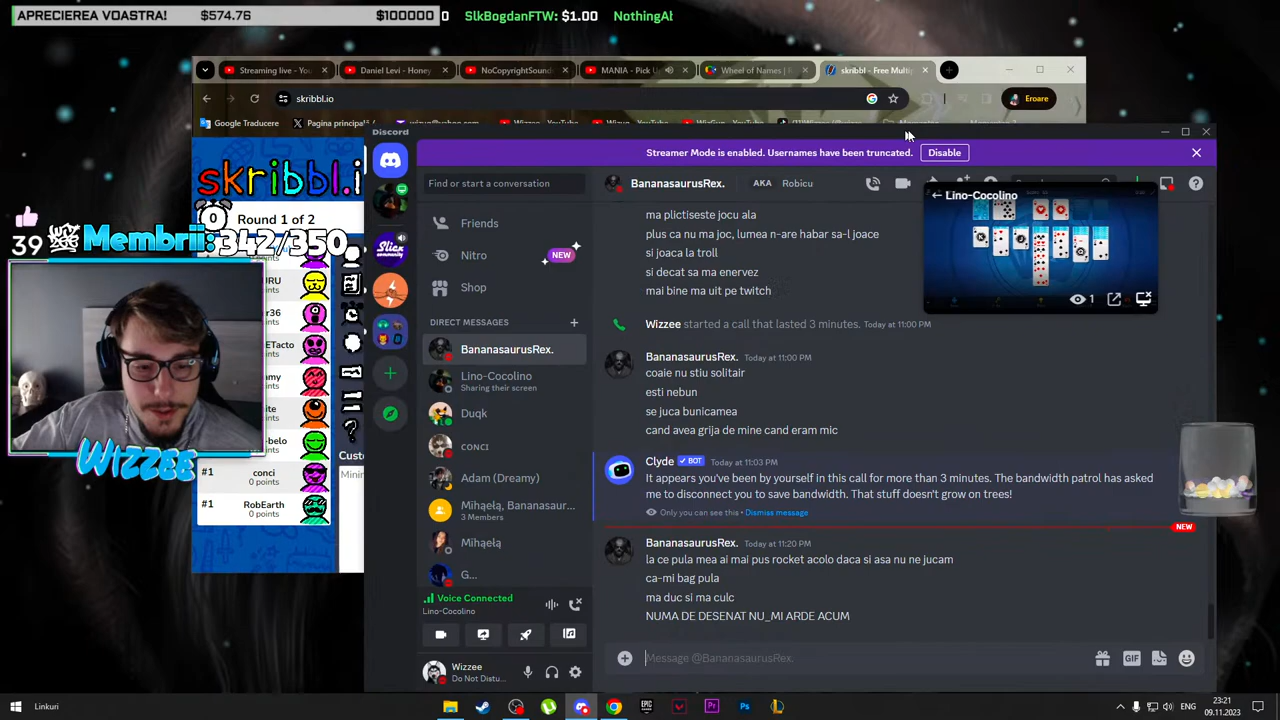 APRECIEREA VOASTRA! $574.76 $100000
SlkBogdanFTW: $1.00 NothingAl
Streaming live - Yo
Daniel Levi - Honey
NoCopyrightSound
MANIA - Pick U
Wheel of Names | R
skribbl - Free Multip
skribbl.io
Eroare
Google Traducere
Pagina principală
Discord
Streamer Mode is enabled. Usernames have been truncated. Disable
skribbl.i
0 Round 1 of 2
39 Membrii: 342/350
WIZZEE
#1 conci
0 points
#1 RobEarth
0 points
Find or start a conversation
Friends
Nitro NEW
Shop
DIRECT MESSAGES
BananasaurusRex.
Lino-Cocolino
Sharing their screen
Duqk
CONCI
Adam (Dreamy)
Mihąełą, Bananasaur...
3 Members
Mihąełą
G...
Voice Connected
Lino-Cocolino
Wizzee
Do Not Distu...
BananasaurusRex. AKA Robicu
Lino-Cocolino
1
ma plictiseste jocu ala
plus ca nu ma joc, lumea n-are habar sa-l joace
si joaca la troll
si decat sa ma enervez
mai bine ma uit pe twitch
Wizzee started a call that lasted 3 minutes. Today at 11:00 PM
BananasaurusRex. Today at 11:00 PM
coaie nu stiu solitair
esti nebun
se juca bunicamea
cand avea grija de mine cand eram mic
Clyde BOT Today at 11:03 PM
It appears you've been by yourself in this call for more than 3 minutes. The bandwidth patrol has asked
me to disconnect you to save bandwidth. That stuff doesn't grow on trees!
Only you can see this • Dismiss message
NEW
BananasaurusRex. Today at 11:20 PM
la ce pula mea ai mai pus rocket acolo daca si asa nu ne jucam
ca-mi bag pula
ma duc si ma culc
NUMA DE DESENAT NU_MI ARDE ACUM
Message @BananasaurusRex.
GIF
Linkuri
EPIC GAMES
Pr
Ps
ENG
23:21
09.11.2023